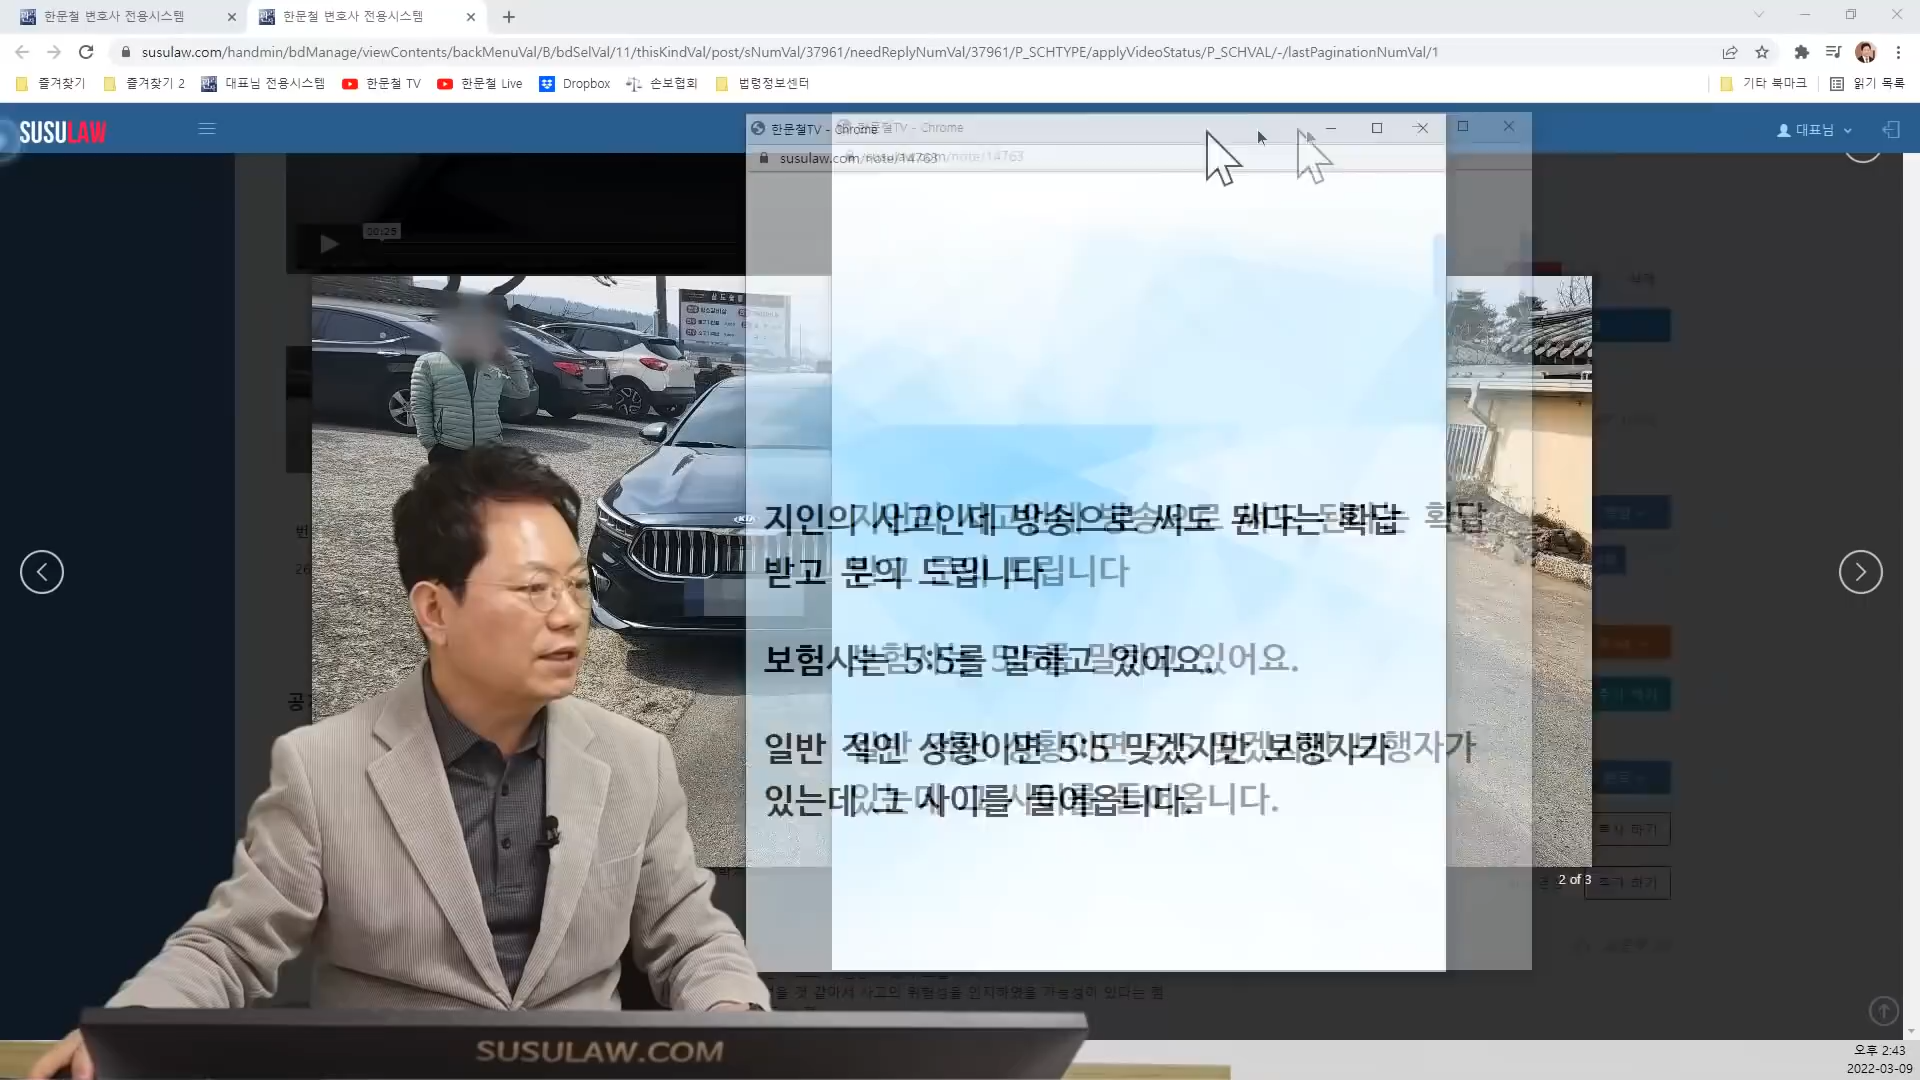 한문철 변호사 전용시스템
한문철 변호사 전용시스템
susulaw.com/handmin/bdManage/viewContents/backMenuVal/B/bdSelVal/11/thisKindVal/post/sNumVal/37961/needReplyNumVal/37961/P_SCHTYPE/applyVideoStatus/P_SCHVAL/-/lastPaginationNumVal/1
즐겨찾기
즐겨찾기 2
대표님 전용시스템
한문철 TV
한문철 Live
Dropbox
손보협회
법령정보센터
기타 북마크
읽기 목록
SUSULAW
대표님
한문철TV - Chrome
susulaw.com/note/14763
00:25
KIA
지인의 사고인데 방송으로 써도 된다는 확답
받고 문의 드립니다
보험사는 5:5를 말하고 있어요.
일반 적인 상황이면 5:5 맞겠지만 보행자가
있는데 그 사이를 들어옵니다.
2 of 3
추가 하기
SUSULAW.COM
오후 2:43
2022-03-09